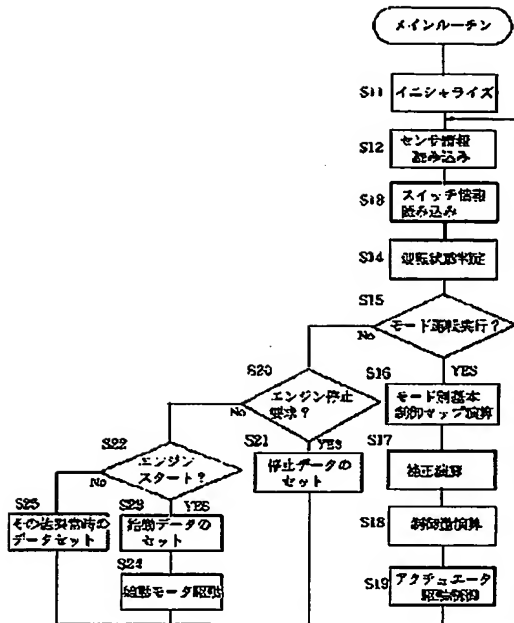 メインルーチン
S11
イニシャライズ
S12
センサ情報
読み込み
S13
スイッチ情報
読み込み
S14
運転状態判定
S15
モード運転実行?
No
YES
S16
モード別基本
制御マップ演算
S17
補正演算
S18
制御量演算
S19
アクチュエータ
駆動制御
S20
エンジン停止
要求?
No
YES
S21
停止データの
セット
S22
エンジン
スタート?
No
YES
S23
始動データの
セット
S24
始動モータ駆動
S25
その他異常時の
データセット